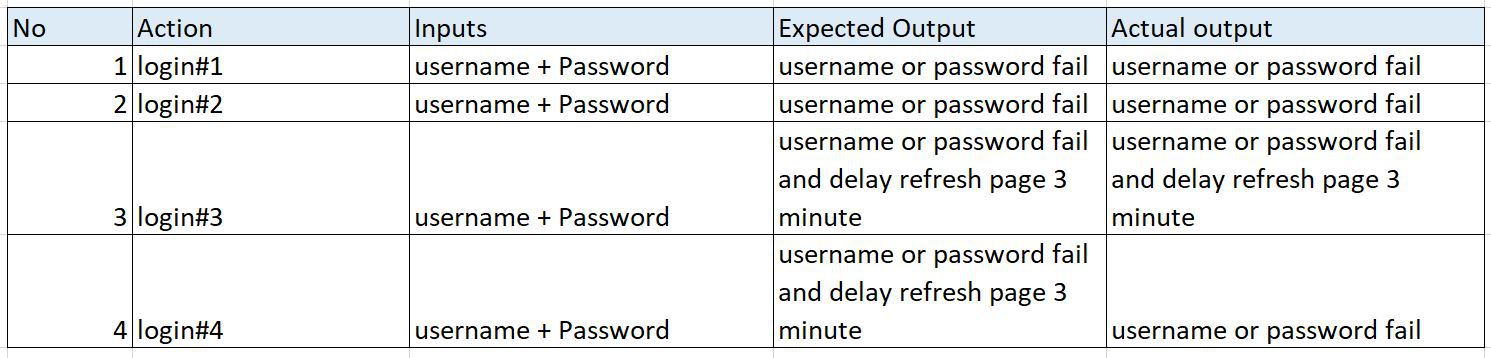 No Action Inputs Expected Output Actual output
1 login#1 username + Password username or password fail username or password fail
2 login#2 username + Password username or password fail username or password fail
username or password fail username or password fail
and delay refresh page 3 and delay refresh page 3
3 login#3 username + Password minute minute
username or password fail
and delay refresh page 3
4 login#4 username + Password minute username or password fail